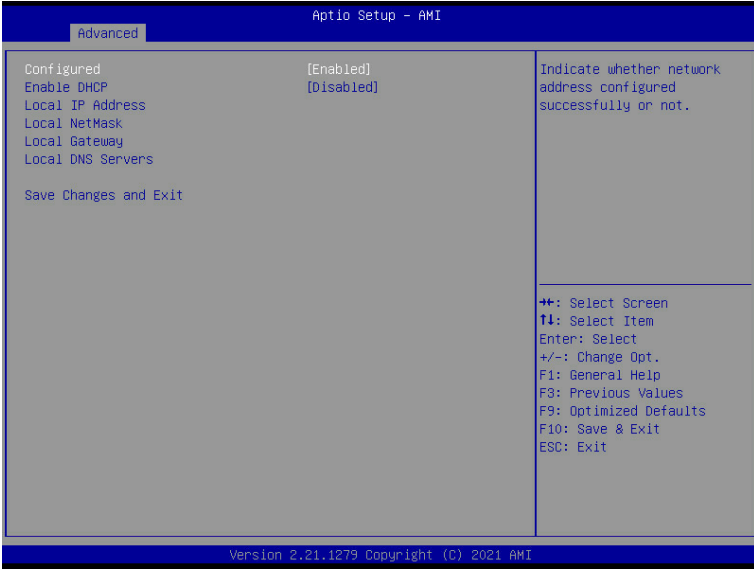 Aptio Setup – AMI
Advanced
Configured [Enabled]
Enable DHCP [Disabled]
Local IP Address
Local NetMask
Local Gateway
Local DNS Servers
Save Changes and Exit
Indicate whether network
address configured
successfully or not.
→←: Select Screen
↑↓: Select Item
Enter: Select
+/-: Change Opt.
F1: General Help
F3: Previous Values
F9: Optimized Defaults
F10: Save & Exit
ESC: Exit
Version 2.21.1279 Copyright (C) 2021 AMI